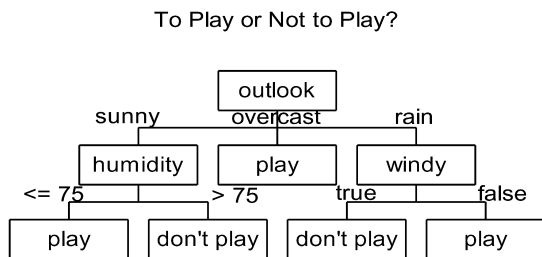 To Play or Not to Play?
outlook
sunny overcast rain
humidity play windy
<= 75 > 75 true false
play don't play don't play play